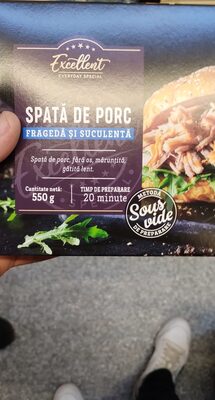 Excellent
EVERYDAY SPECIAL
SPATĂ DE PORC
FRAGEDĂ ȘI SUCULENTĂ
Spată de porc, fără os, mărunțită,
gătită lent.
Cantitate netă:
550 g
TIMP DE PREPARARE
20 minute
METODĂ
Sous
vide
DE PREPARARE